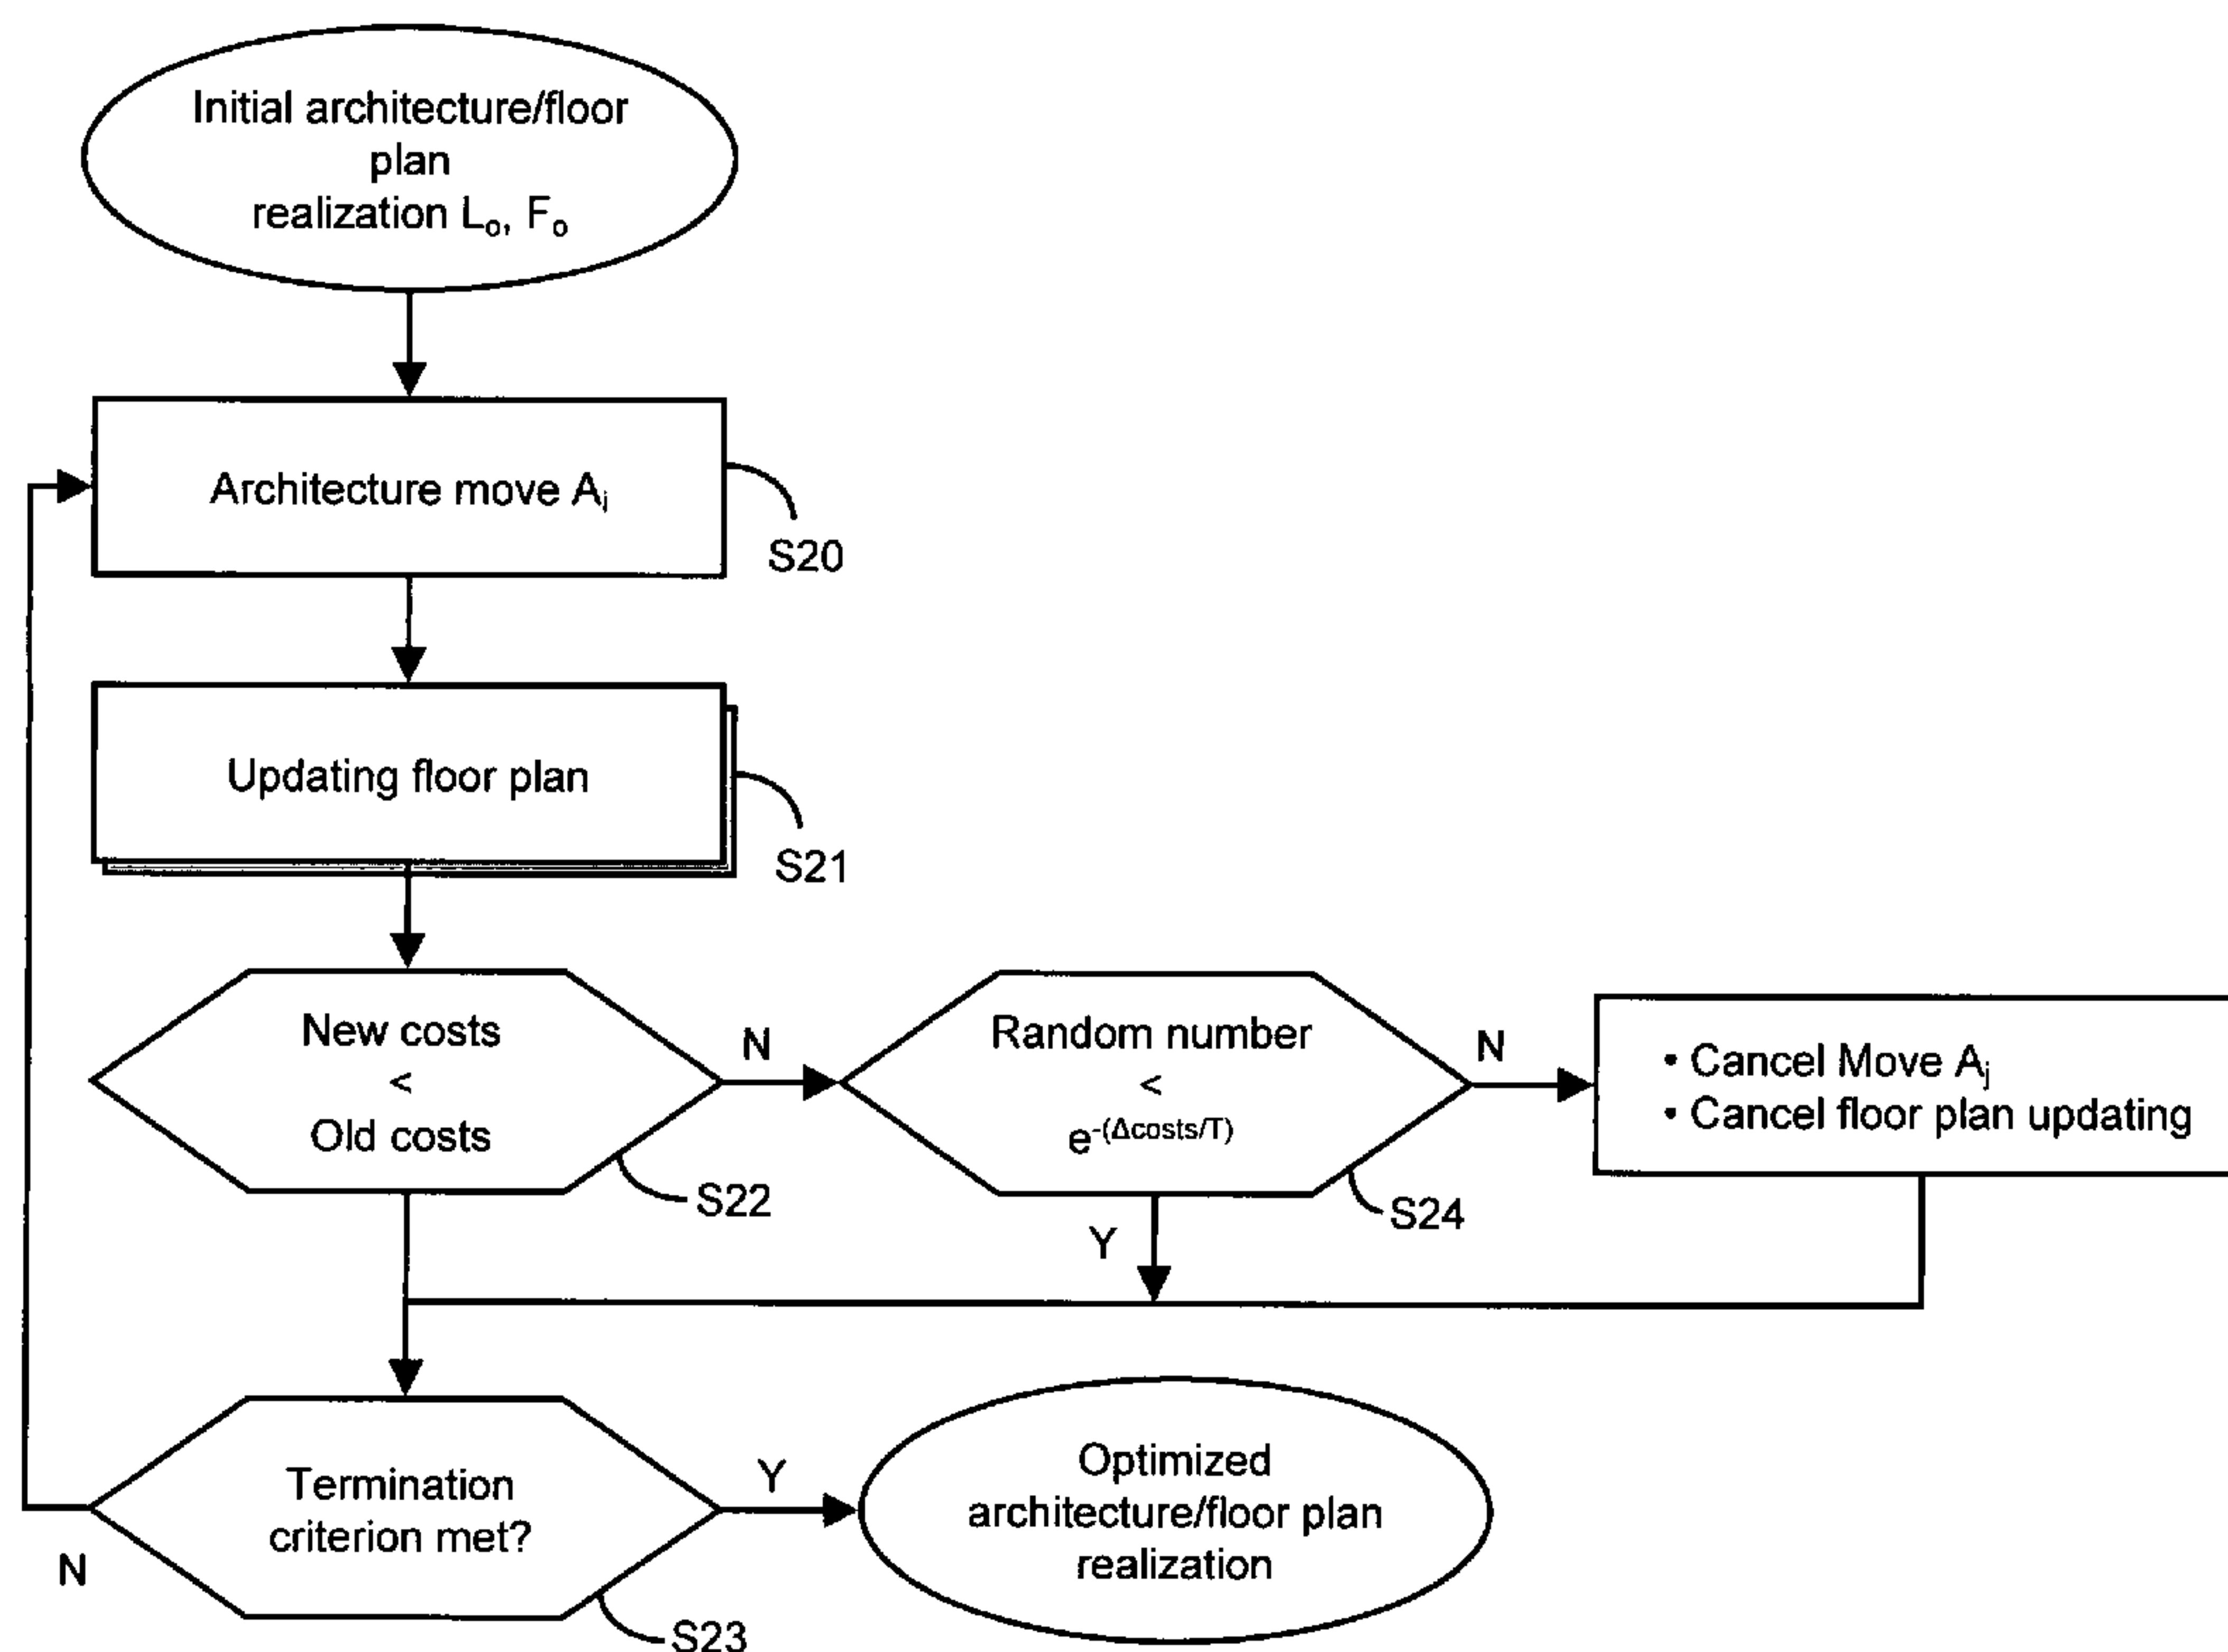 Initial architecture/floor
plan
realization Lo, Fo
Architecture move Aj
S20
Updating floor plan
S21
New costs
<
Old costs
S22
N
Random number
<
e-(Δcosts/T)
S24
N
• Cancel Move Aj
• Cancel floor plan updating
Y
Termination
criterion met?
S23
N
Y
Optimized
architecture/floor plan
realization